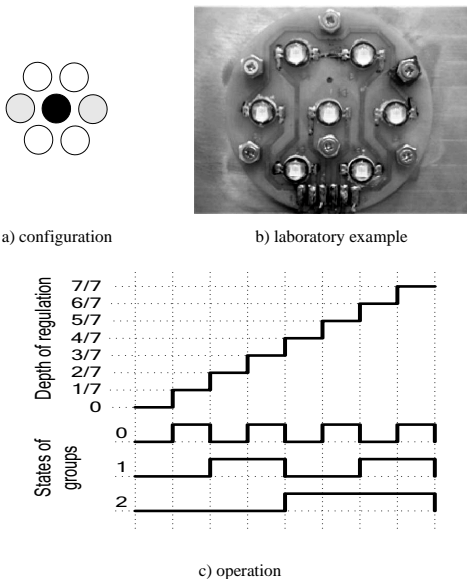 a) configuration
b) laboratory example
Depth of regulation
7/7
6/7
5/7
4/7
3/7
2/7
1/7
0
States of
groups
0
1
2
c) operation